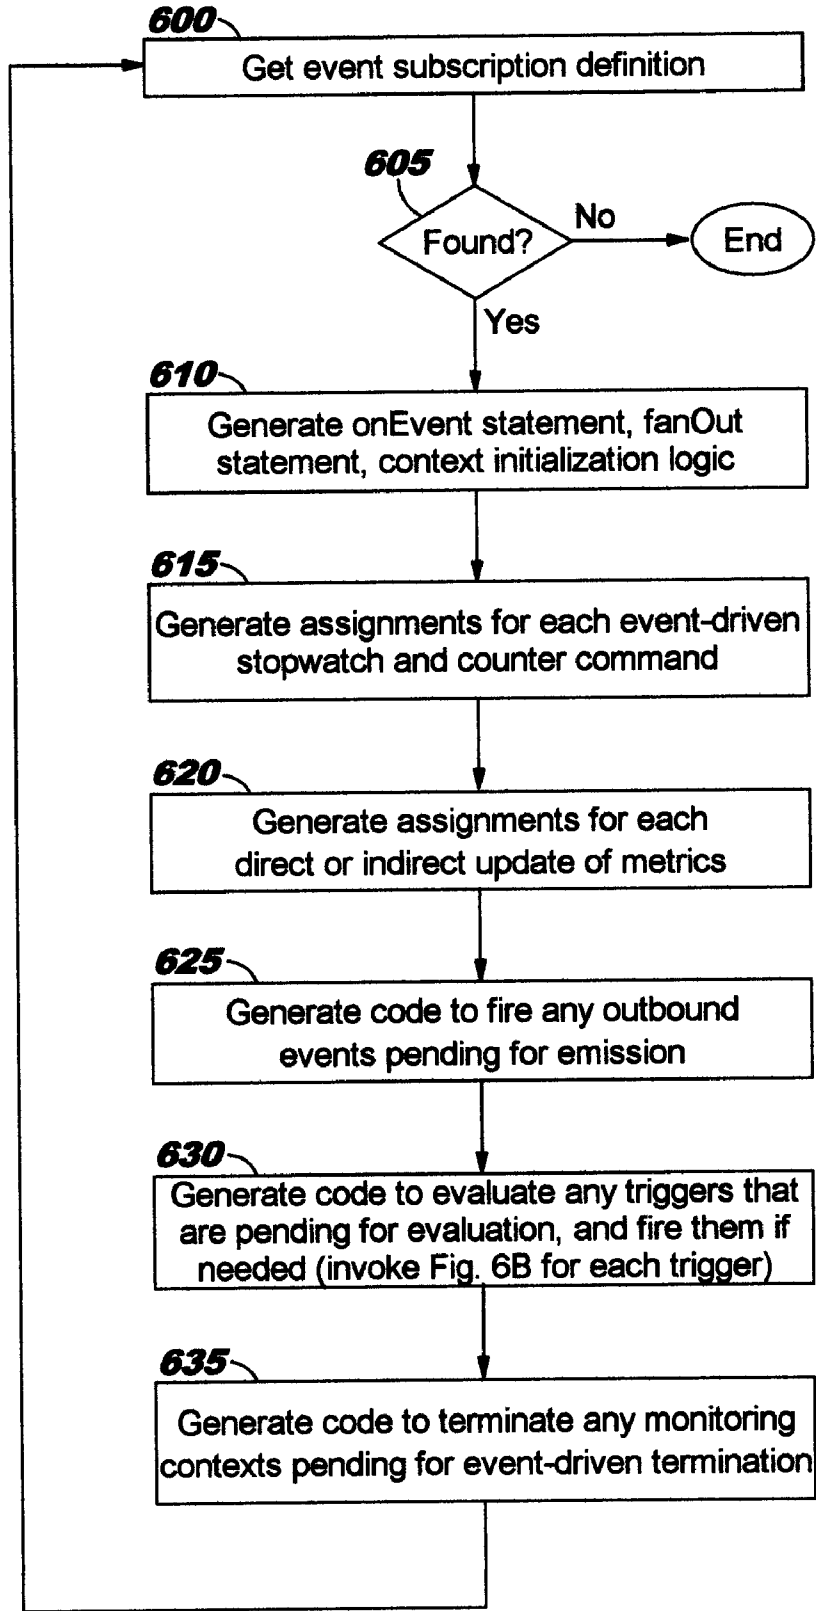 600
Get event subscription definition
605
Found?
No
End
Yes
610
Generate onEvent statement, fanOut
statement, context initialization logic
615
Generate assignments for each event-driven
stopwatch and counter command
620
Generate assignments for each
direct or indirect update of metrics
625
Generate code to fire any outbound
events pending for emission
630
Generate code to evaluate any triggers that
are pending for evaluation, and fire them if
needed (invoke Fig. 6B for each trigger)
635
Generate code to terminate any monitoring
contexts pending for event-driven termination